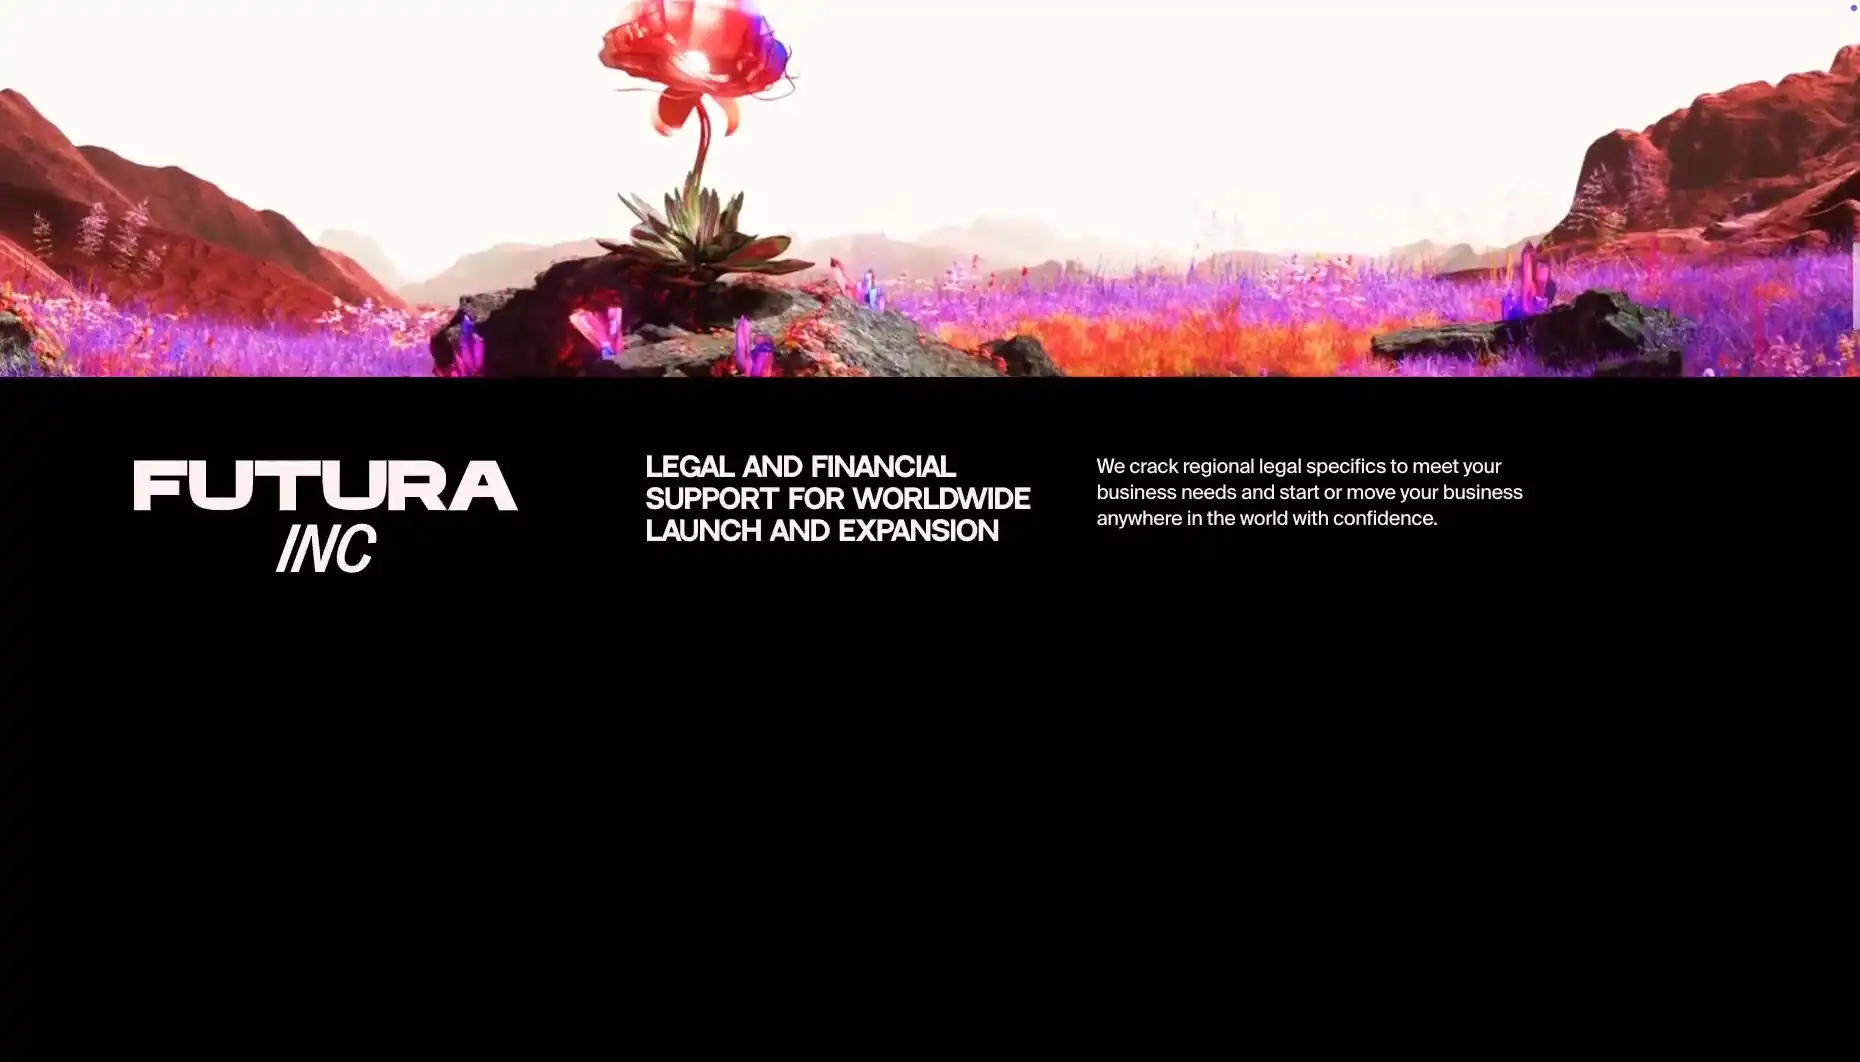 FUTURA
INC
LEGAL AND FINANCIAL
SUPPORT FOR WORLDWIDE
LAUNCH AND EXPANSION
We crack regional legal specifics to meet your
business needs and start or move your business
anywhere in the world with confidence.